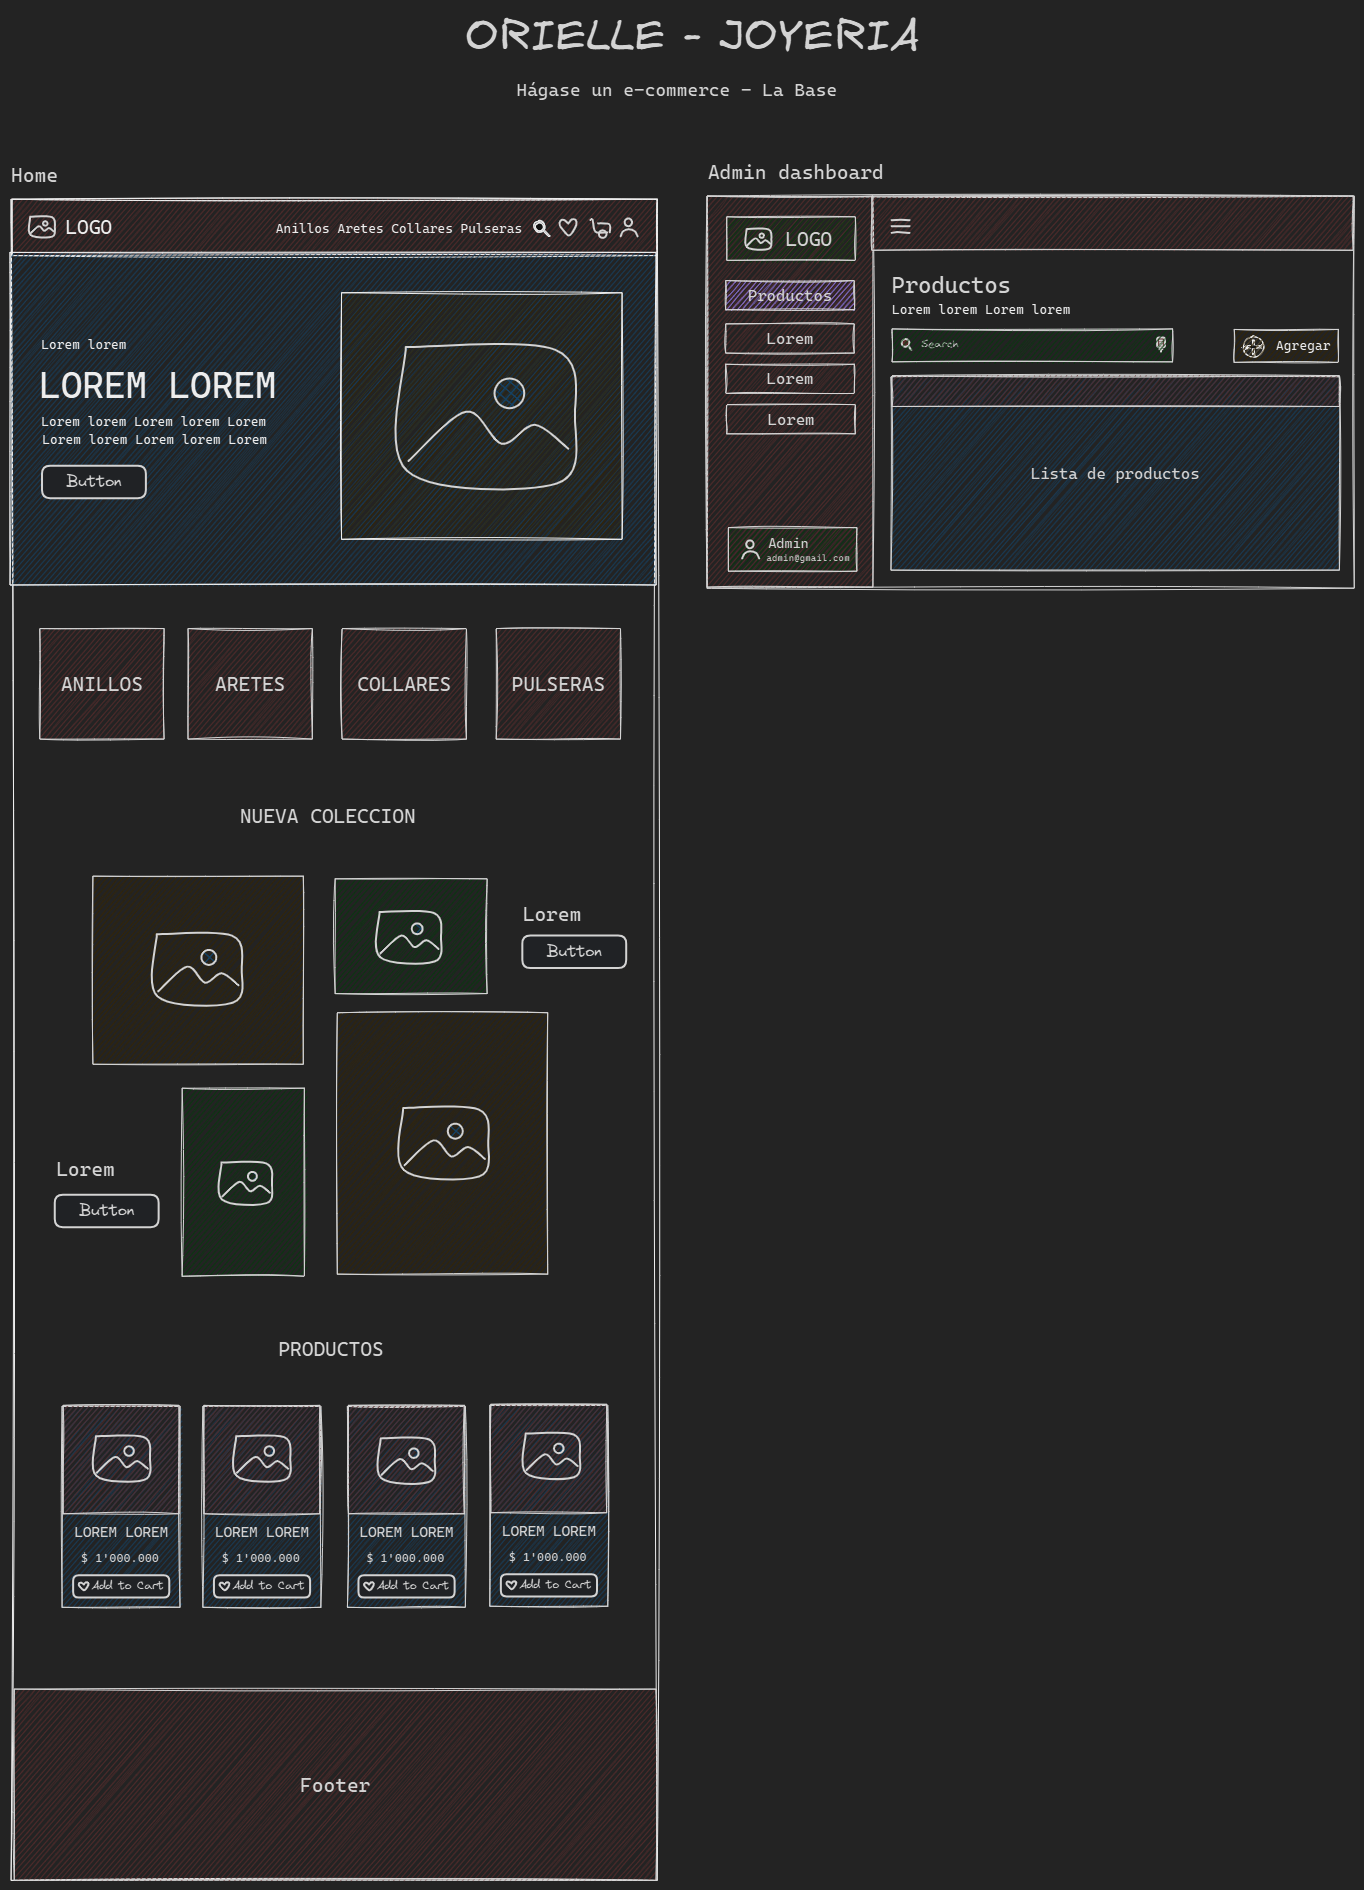 ORIELLE - JOYERIA
Hágase un e-commerce - La Base
Home
LOGO
Anillos Aretes Collares Pulseras
Lorem lorem
LOREM LOREM
Lorem lorem Lorem lorem Lorem
Lorem lorem Lorem lorem Lorem
Button
ANILLOS
ARETES
COLLARES
PULSERAS
NUEVA COLECCION
Lorem
Button
Lorem
Button
PRODUCTOS
LOREM LOREM
$ 1'000.000
Add to Cart
LOREM LOREM
$ 1'000.000
Add to Cart
LOREM LOREM
$ 1'000.000
Add to Cart
LOREM LOREM
$ 1'000.000
Add to Cart
Footer
Admin dashboard
LOGO
Productos
Lorem
Lorem
Lorem
Admin
admin@gmail.com
Productos
Lorem lorem Lorem lorem
Search
Agregar
Lista de productos